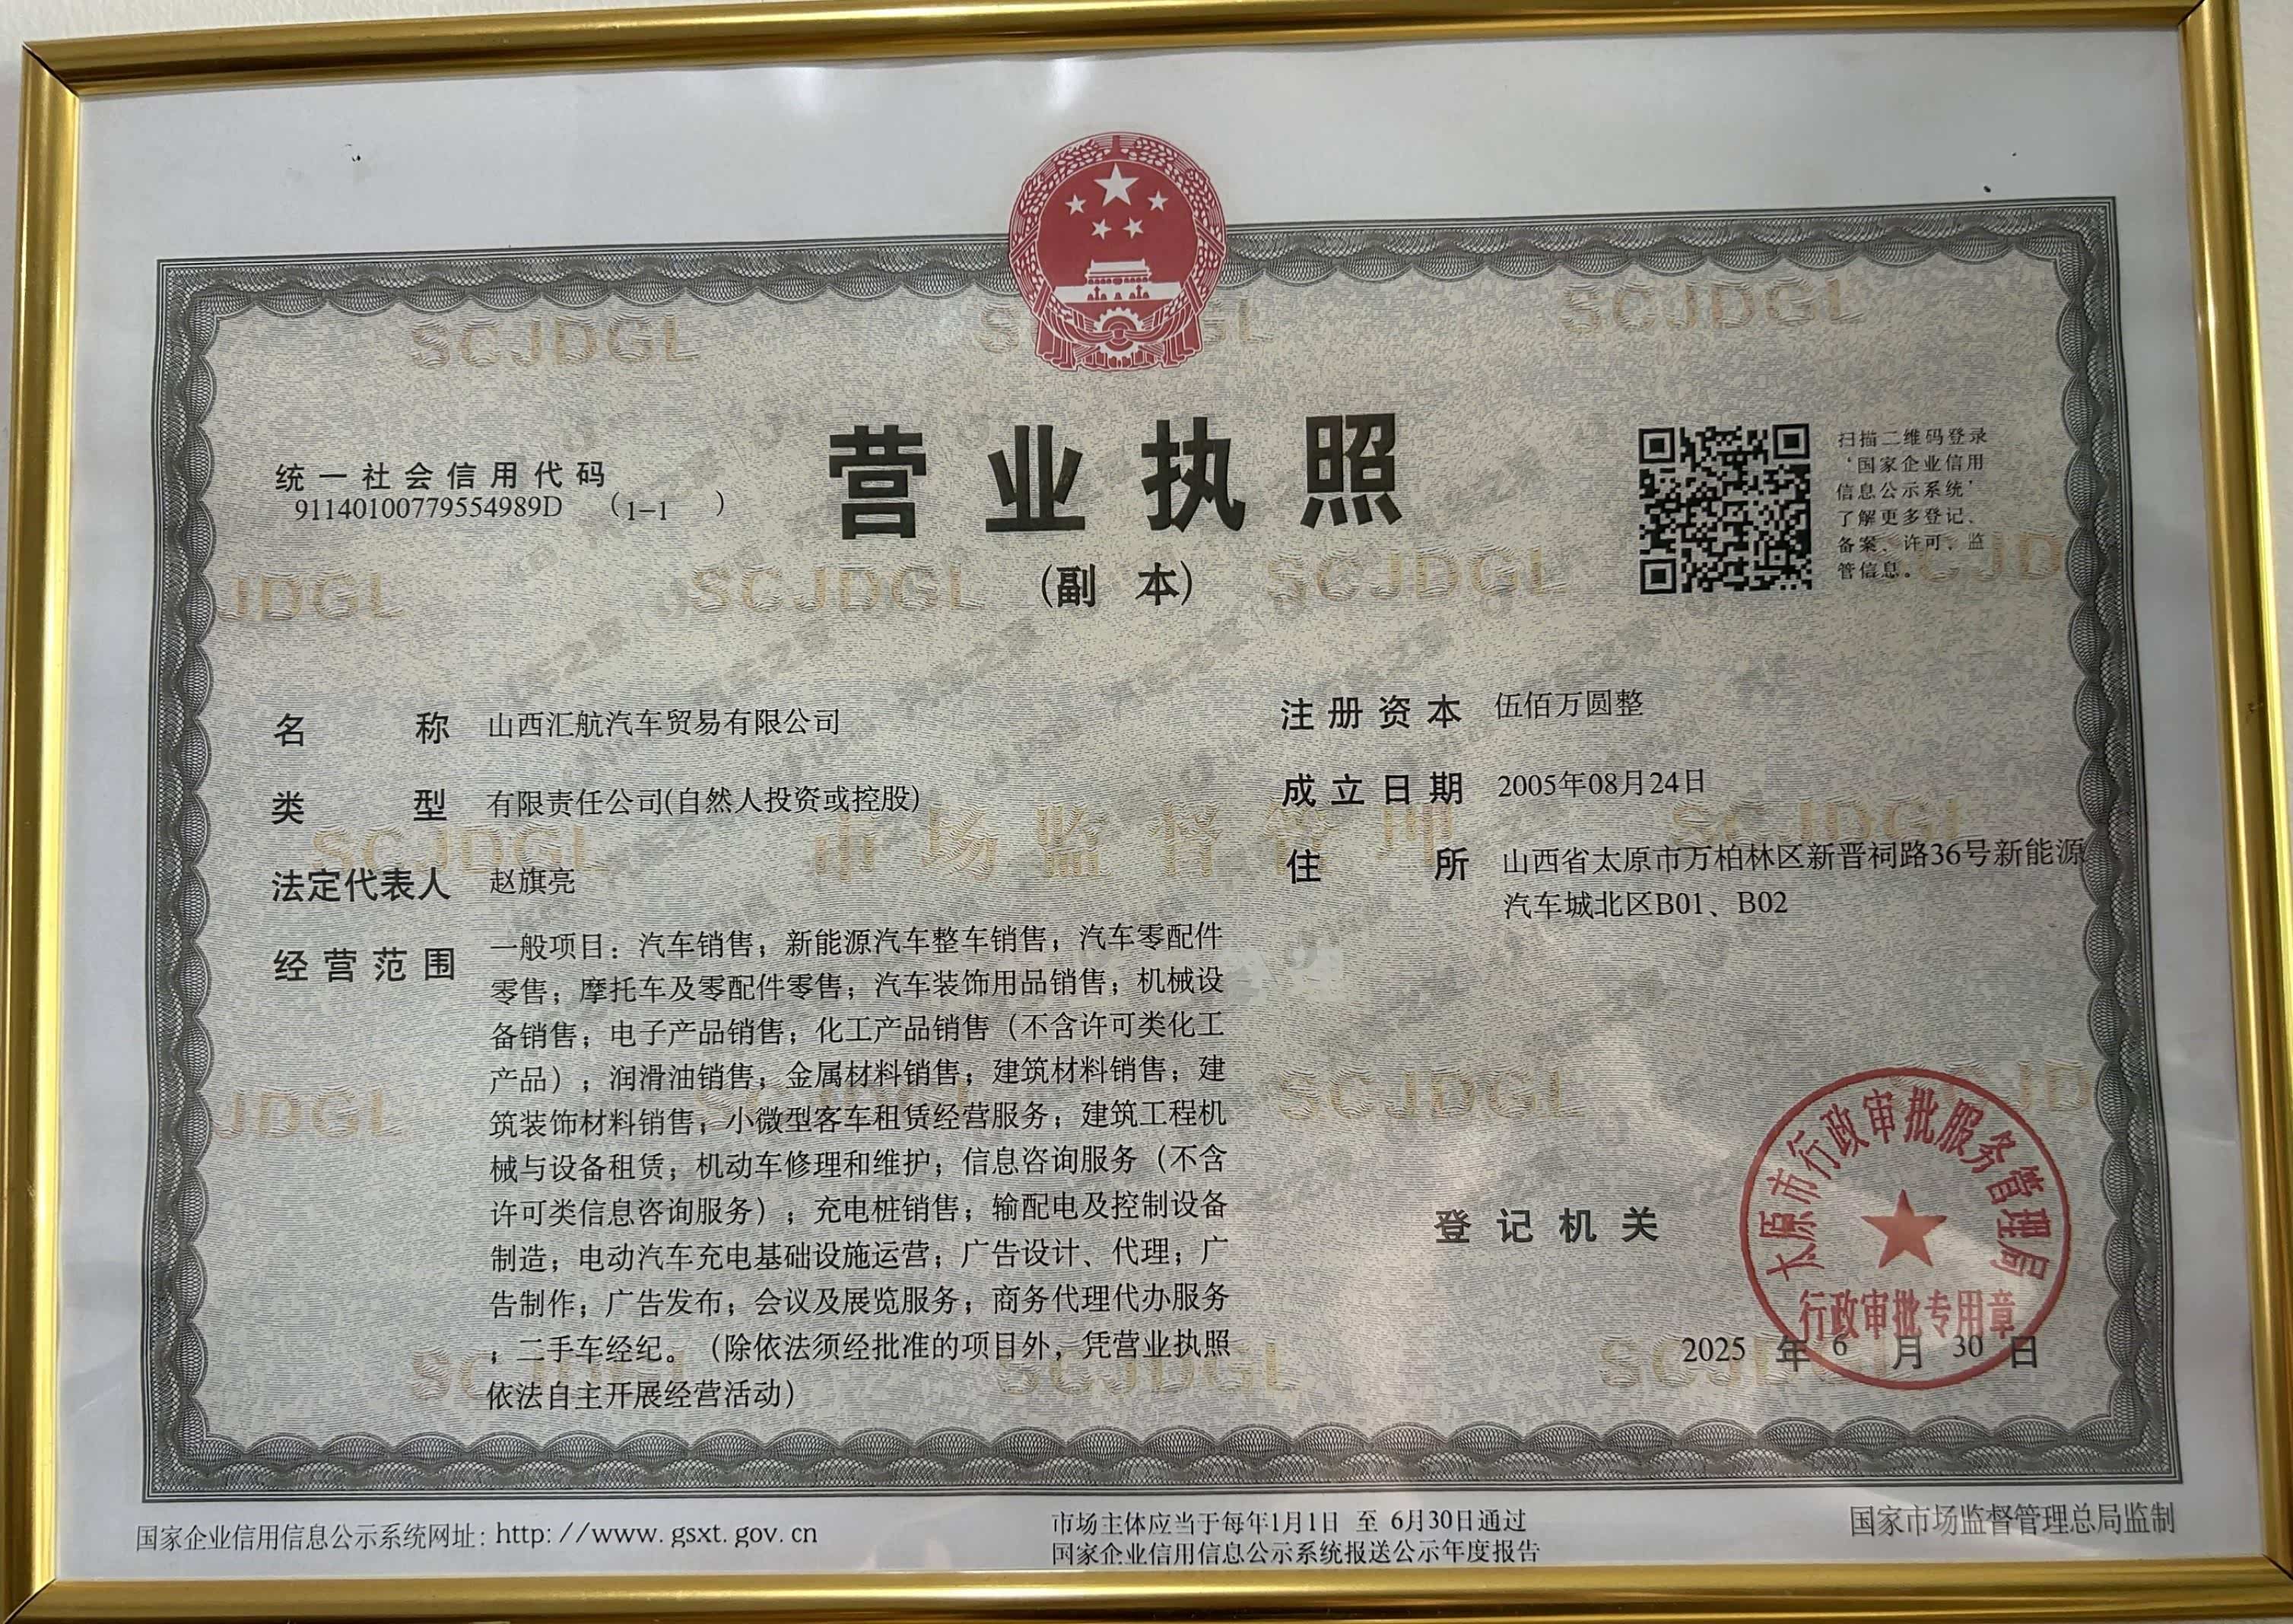 统一社会信用代码
91140100779554989D （1-1 ）
营业执照
(副 本)
扫描二维码登录
‘国家企业信用
信息公示系统’
了解更多登记、
备案、许可、监
管信息。
名称 山西汇航汽车贸易有限公司
类型 有限责任公司(自然人投资或控股)
法定代表人 赵旗亮
经营范围 一般项目：汽车销售；新能源汽车整车销售；汽车零配件
零售；摩托车及零配件零售；汽车装饰用品销售；机械设
备销售；电子产品销售；化工产品销售（不含许可类化工
产品）；润滑油销售；金属材料销售；建筑材料销售；建
筑装饰材料销售；小微型客车租赁经营服务；建筑工程机
械与设备租赁；机动车修理和维护；信息咨询服务（不含
许可类信息咨询服务）；充电桩销售；输配电及控制设备
制造；电动汽车充电基础设施运营；广告设计、代理；广
告制作；广告发布；会议及展览服务；商务代理代办服务
；二手车经纪。（除依法须经批准的项目外，凭营业执照
依法自主开展经营活动）
注册资本 伍佰万圆整
成立日期 2005年08月24日
住所 山西省太原市万柏林区新晋祠路36号新能源
汽车城北区B01、B02
登记机关
太原市行政审批服务管理局
行政审批专用章
2025 年 6 月 30 日
SCJDGL
市场监督管理
国家企业信用信息公示系统网址：http://www.gsxt.gov.cn
市场主体应当于每年1月1日 至 6月30日通过
国家企业信用信息公示系统报送公示年度报告
国家市场监督管理总局监制